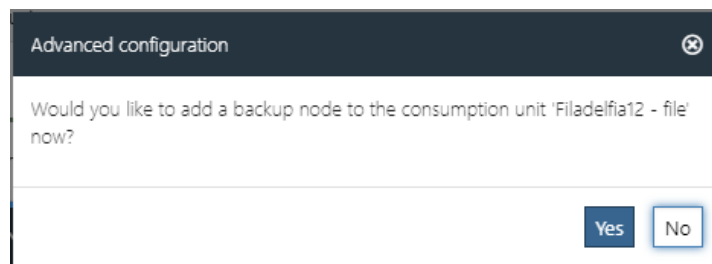 Advanced configuration
Would you like to add a backup node to the consumption unit 'Filadelfia12 - file'
now?
Yes No